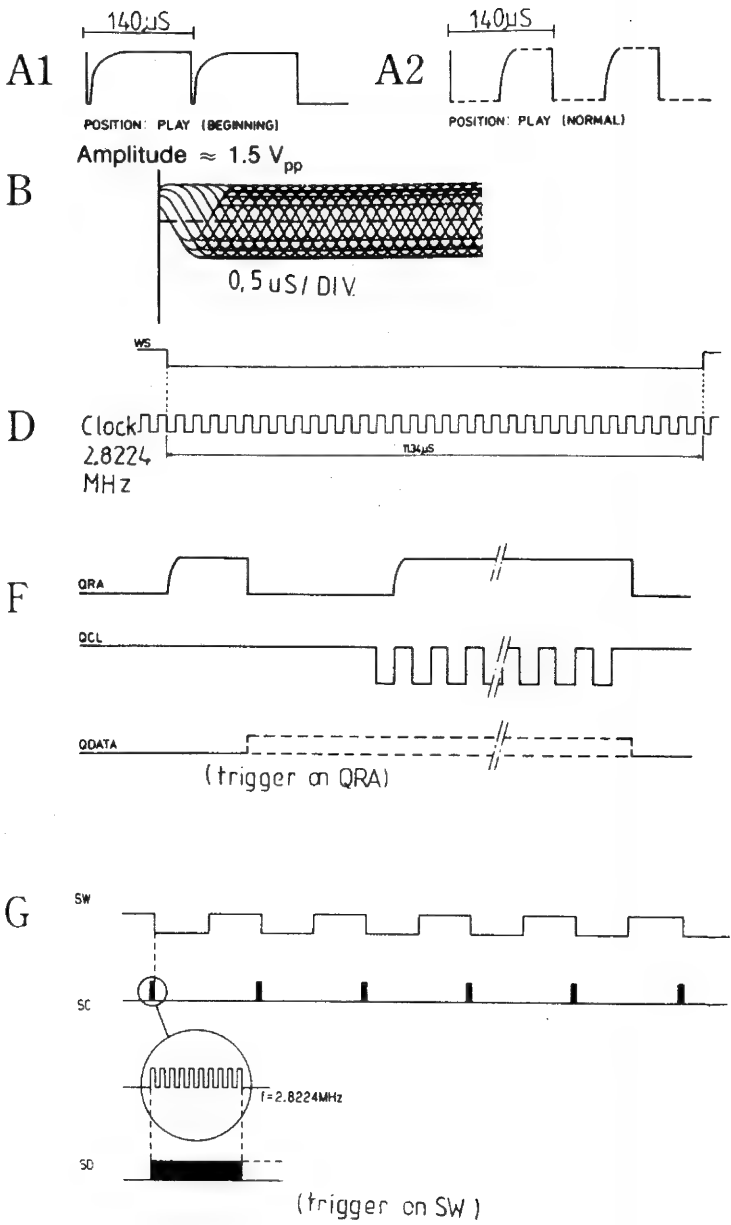 140µS
140µS
A1
A2
POSITION: PLAY (BEGINNING)
POSITION: PLAY (NORMAL)
Amplitude ≈ 1.5 Vpp
B
0,5 uS/ DIV.
WS
D
Clock
2.8224
MHz
11.34µS
F
QRA
QCL
QDATA
(trigger on QRA)
G
SW
SC
f=2.8224MHz
SD
(trigger on SW)